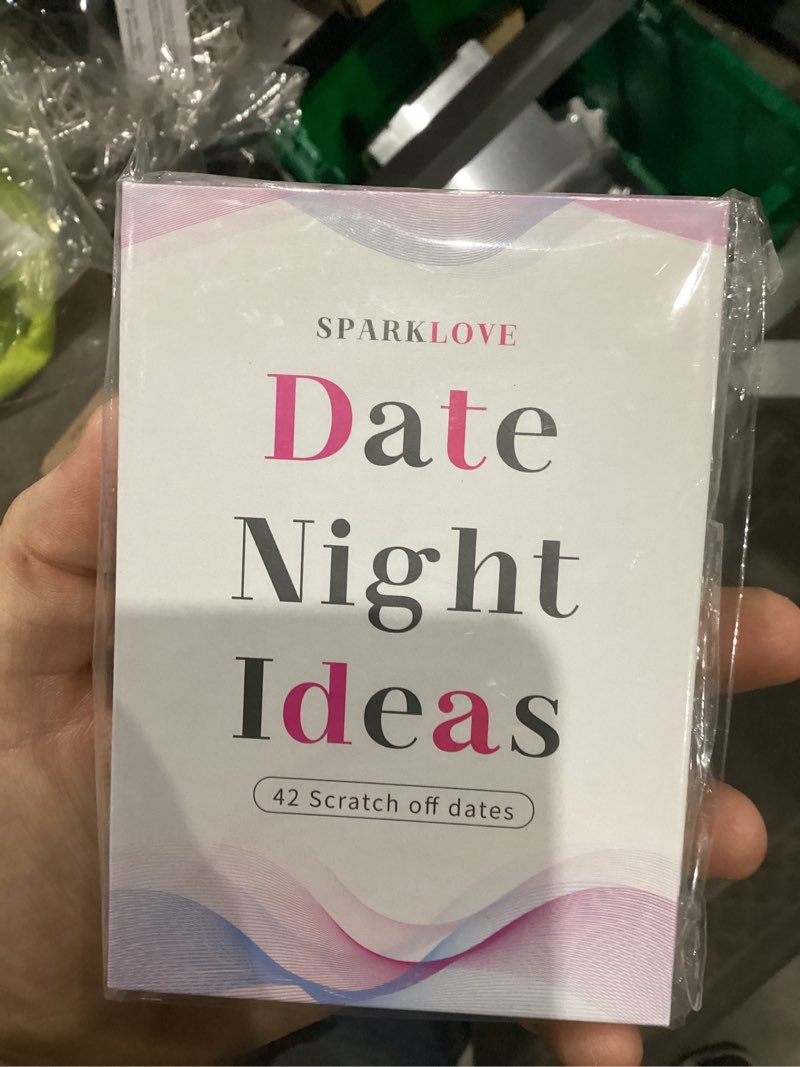 SPARKLOVE
Date
Night
Ideas
42 Scratch off dates